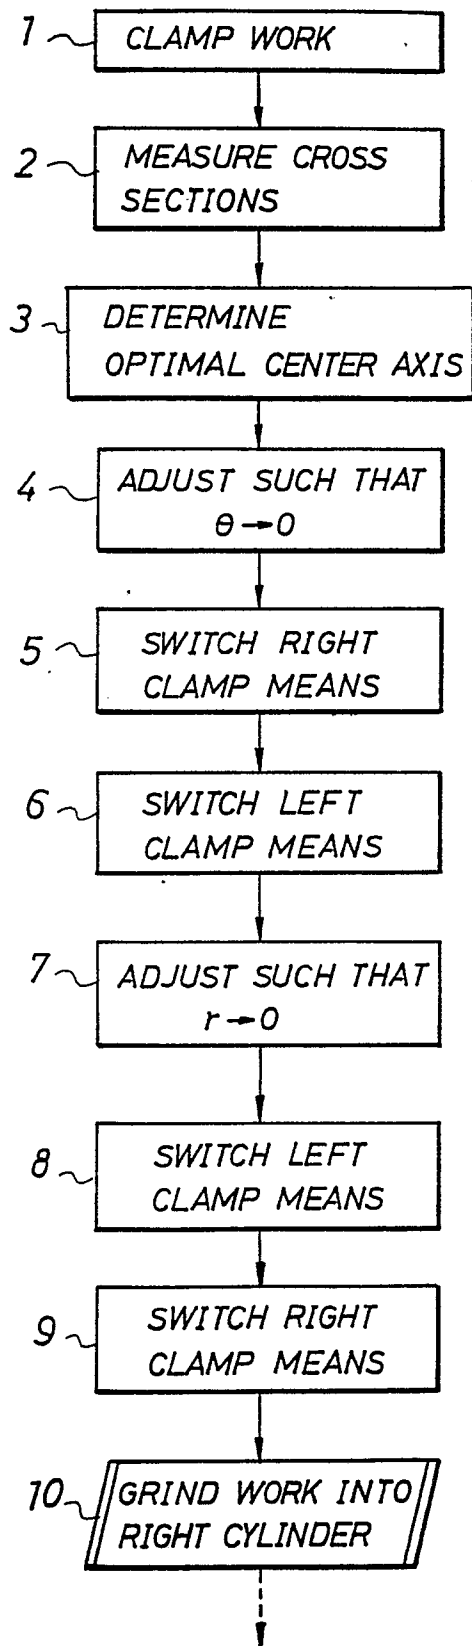 1 CLAMP WORK
2 MEASURE CROSS
SECTIONS
3 DETERMINE
OPTIMAL CENTER AXIS
4 ADJUST SUCH THAT
θ→0
5 SWITCH RIGHT
CLAMP MEANS
6 SWITCH LEFT
CLAMP MEANS
7 ADJUST SUCH THAT
r→0
8 SWITCH LEFT
CLAMP MEANS
9 SWITCH RIGHT
CLAMP MEANS
10 GRIND WORK INTO
RIGHT CYLINDER